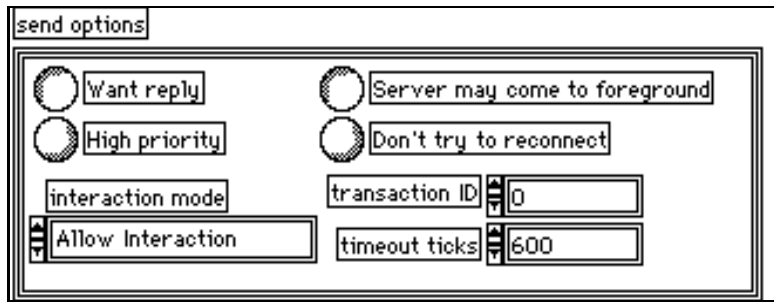 send options
Want reply
Server may come to foreground
High priority
Don't try to reconnect
interaction mode
transaction ID 0
Allow Interaction
timeout ticks 600